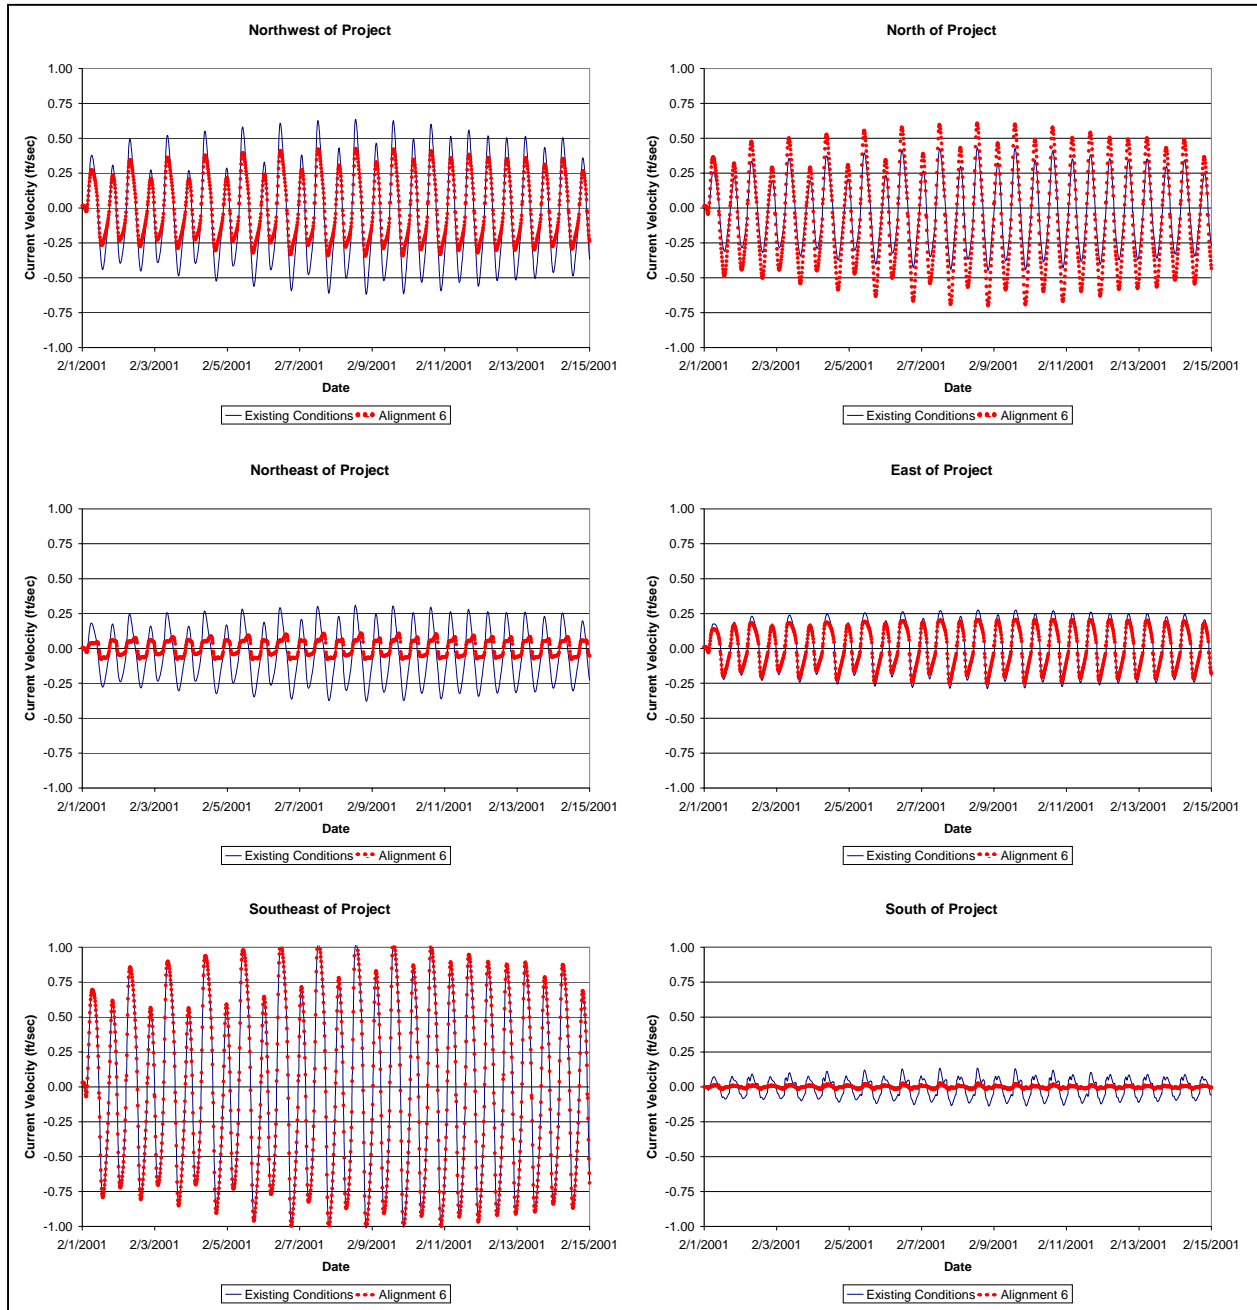 Northwest of Project
1.00
0.75
0.50
0.25
0.00
-0.25
-0.50
-0.75
-1.00
Current Velocity (ft/sec)
2/1/2001 2/3/2001 2/5/2001 2/7/2001 2/9/2001 2/11/2001 2/13/2001 2/15/2001
Date
Existing Conditions Alignment 6
North of Project
1.00
0.75
0.50
0.25
0.00
-0.25
-0.50
-0.75
-1.00
Current Velocity (ft/sec)
2/1/2001 2/3/2001 2/5/2001 2/7/2001 2/9/2001 2/11/2001 2/13/2001 2/15/2001
Date
Existing Conditions Alignment 6
Northeast of Project
1.00
0.75
0.50
0.25
0.00
-0.25
-0.50
-0.75
-1.00
Current Velocity (ft/sec)
2/1/2001 2/3/2001 2/5/2001 2/7/2001 2/9/2001 2/11/2001 2/13/2001 2/15/2001
Date
Existing Conditions Alignment 6
East of Project
1.00
0.75
0.50
0.25
0.00
-0.25
-0.50
-0.75
-1.00
Current Velocity (ft/sec)
2/1/2001 2/3/2001 2/5/2001 2/7/2001 2/9/2001 2/11/2001 2/13/2001 2/15/2001
Date
Existing Conditions Alignment 6
Southeast of Project
1.00
0.75
0.50
0.25
0.00
-0.25
-0.50
-0.75
-1.00
Current Velocity (ft/sec)
2/1/2001 2/3/2001 2/5/2001 2/7/2001 2/9/2001 2/11/2001 2/13/2001 2/15/2001
Date
Existing Conditions Alignment 6
South of Project
1.00
0.75
0.50
0.25
0.00
-0.25
-0.50
-0.75
-1.00
Current Velocity (ft/sec)
2/1/2001 2/3/2001 2/5/2001 2/7/2001 2/9/2001 2/11/2001 2/13/2001 2/15/2001
Date
Existing Conditions Alignment 6